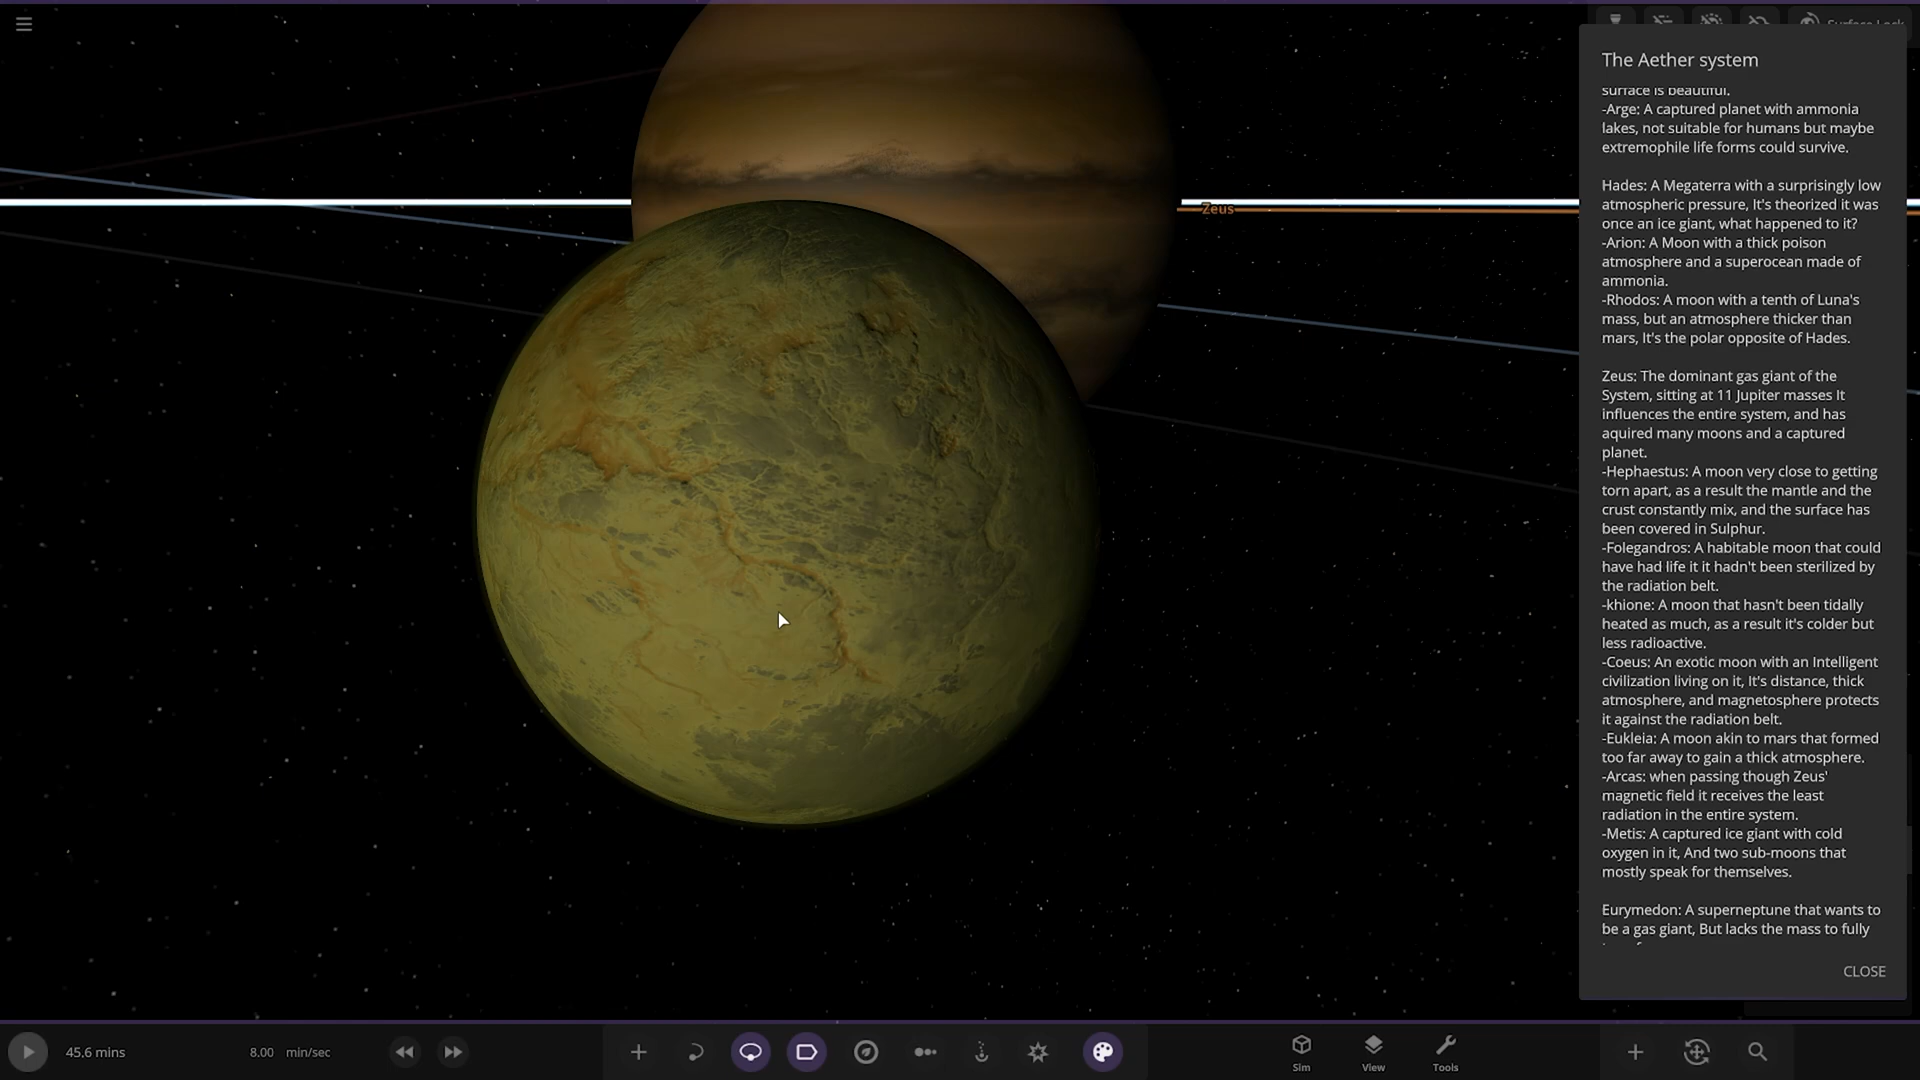 Surface Lock
The Aether system
surface is beautiful.
-Arge: A captured planet with ammonia
lakes, not suitable for humans but maybe
extremophile life forms could survive.
Hades: A Megaterra with a surprisingly low
atmospheric pressure, It's theorized it was
once an ice giant, what happened to it?
-Arion: A Moon with a thick poison
atmosphere and a superocean made of
ammonia.
-Rhodos: A moon with a tenth of Luna's
mass, but an atmosphere thicker than
mars, It's the polar opposite of Hades.
Zeus: The dominant gas giant of the
System, sitting at 11 Jupiter masses It
influences the entire system, and has
aquired many moons and a captured
planet.
-Hephaestus: A moon very close to getting
torn apart, as a result the mantle and the
crust constantly mix, and the surface has
been covered in Sulphur.
-Folegandros: A habitable moon that could
have had life it it hadn't been sterilized by
the radiation belt.
-khione: A moon that hasn't been tidally
heated as much, as a result it's colder but
less radioactive.
-Coeus: An exotic moon with an Intelligent
civilization living on it, It's distance, thick
atmosphere, and magnetosphere protects
it against the radiation belt.
-Eukleia: A moon akin to mars that formed
too far away to gain a thick atmosphere.
-Arcas: when passing though Zeus'
magnetic field it receives the least
radiation in the entire system.
-Metis: A captured ice giant with cold
oxygen in it, And two sub-moons that
mostly speak for themselves.
Eurymedon: A superneptune that wants to
be a gas giant, But lacks the mass to fully
CLOSE
Zeus
45.6 mins
8.00 min/sec
Sim
View
Tools